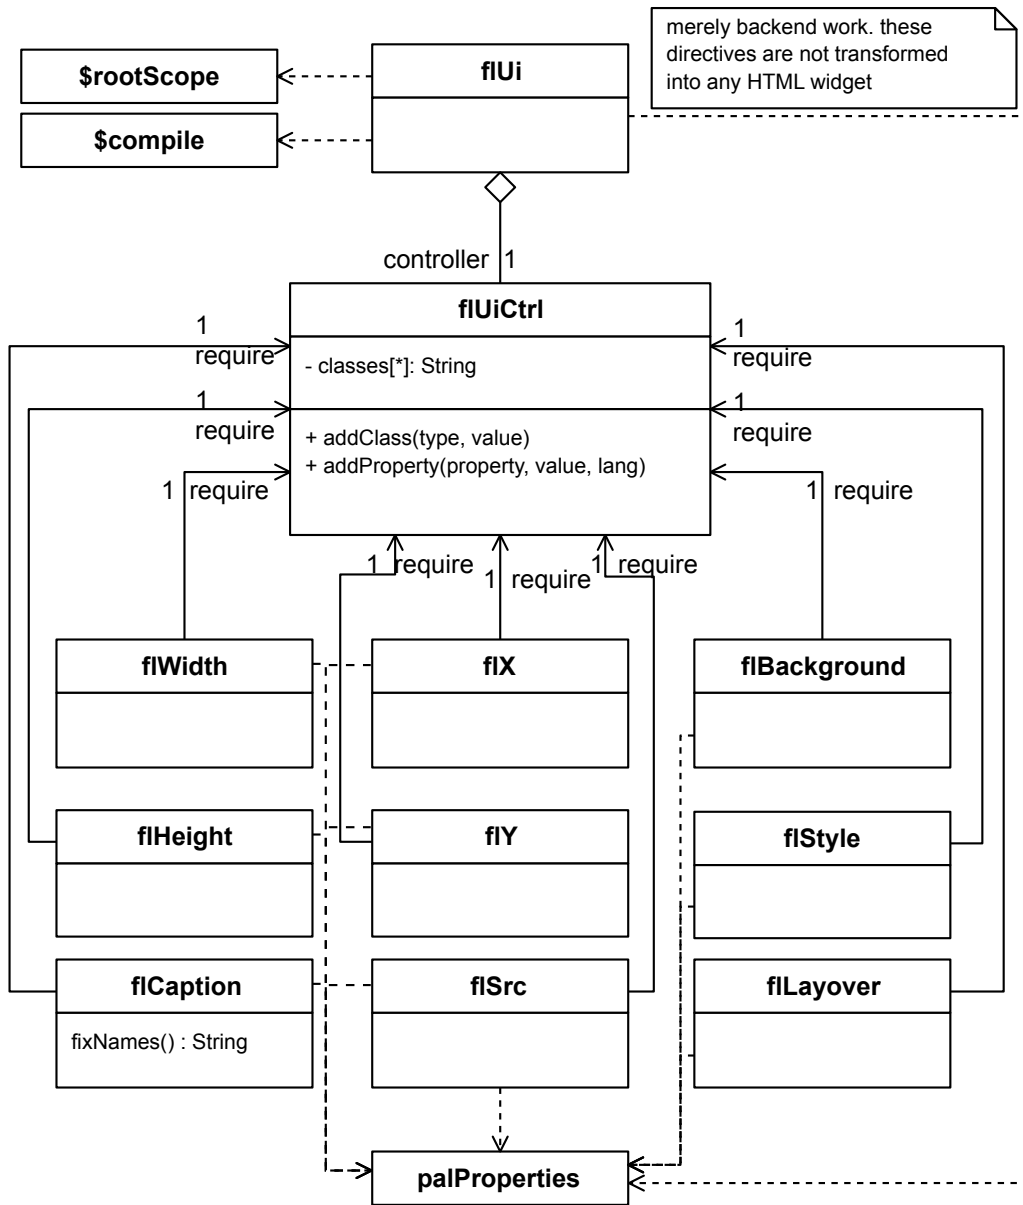 merely backend work. these
directives are not transformed
into any HTML widget
$rootScope
flUi
$compile
controller 1
flUiCtrl
1
require
1
require
- classes[*]: String
1
require
1
require
+ addClass(type, value)
+ addProperty(property, value, lang)
1 require
1 require
1 require
1 require
1 require
flWidth
flX
flBackground
flHeight
flY
flStyle
flCaption
flSrc
flLayover
fixNames() : String
palProperties